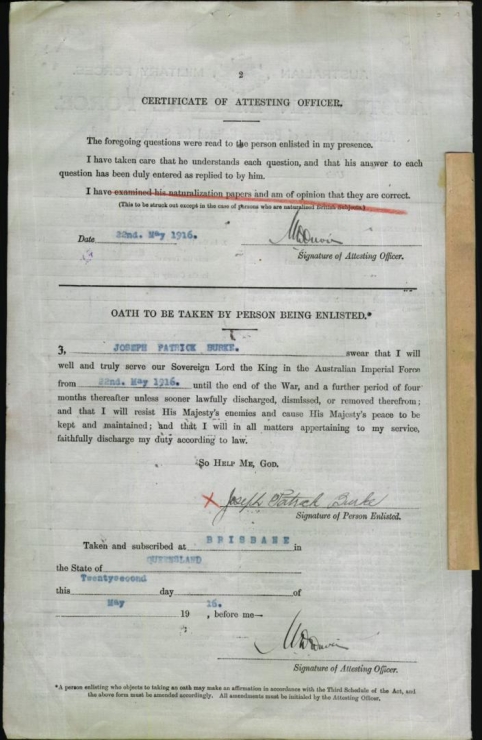 2
CERTIFICATE OF ATTESTING OFFICER.
The foregoing questions were read to the person enlisted in my presence.
I have taken care that he understands each question, and that his answer to each
question has been duly entered as replied to by him.
I have examined his naturalization papers and am of opinion that they are correct.
(This to be struck out except in the case of persons who are naturalised British Subjects.)
Date 22nd. May 1916.
Signature of Attesting Officer.
OATH TO BE TAKEN BY PERSON BEING ENLISTED.*
3, JOSEPH PATRICK BURKE. swear that I will
well and truly serve our Sovereign Lord the King in the Australian Imperial Force
from 22nd. May 1916. until the end of the War, and a further period of four
months thereafter unless sooner lawfully discharged, dismissed, or removed therefrom;
and that I will resist His Majesty's enemies and cause His Majesty's peace to be
kept and maintained; and that I will in all matters appertaining to my service,
faithfully discharge my duty according to law.
SO HELP ME, GOD.
X Joseph Patrick Burke
Signature of Person Enlisted.
Taken and subscribed at BRISBANE in
the State of QUEENSLAND
Twentysecond
this day of
May 16.
19 , before me—
Signature of Attesting Officer.
*A person enlisting who objects to taking an oath may make an affirmation in accordance with the Third Schedule of the Act, and
the above form must be amended accordingly. All amendments must be initialed by the Attesting Officer.